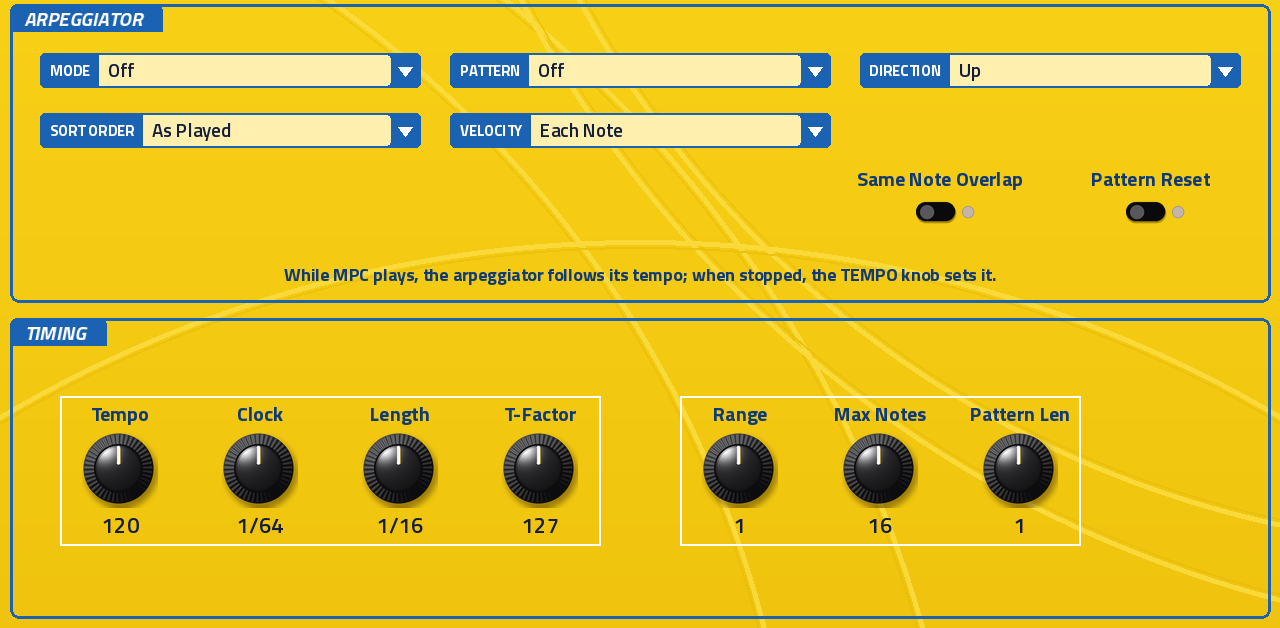 ARPEGGIATOR
MODE Off PATTERN Off DIRECTION Up
SORT ORDER As Played VELOCITY Each Note
Same Note Overlap Pattern Reset
While MPC plays, the arpeggiator follows its tempo; when stopped, the TEMPO knob sets it.
TIMING
Tempo Clock Length T-Factor Range Max Notes Pattern Len
120 1/64 1/16 127 1 16 1